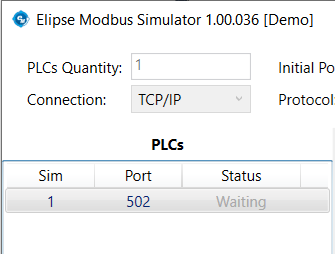 Elipse Modbus Simulator 1.00.036 [Demo]
PLCs Quantity: 1 Initial Po
Connection: TCP/IP Protoco
PLCs
Sim Port Status
1 502 Waiting